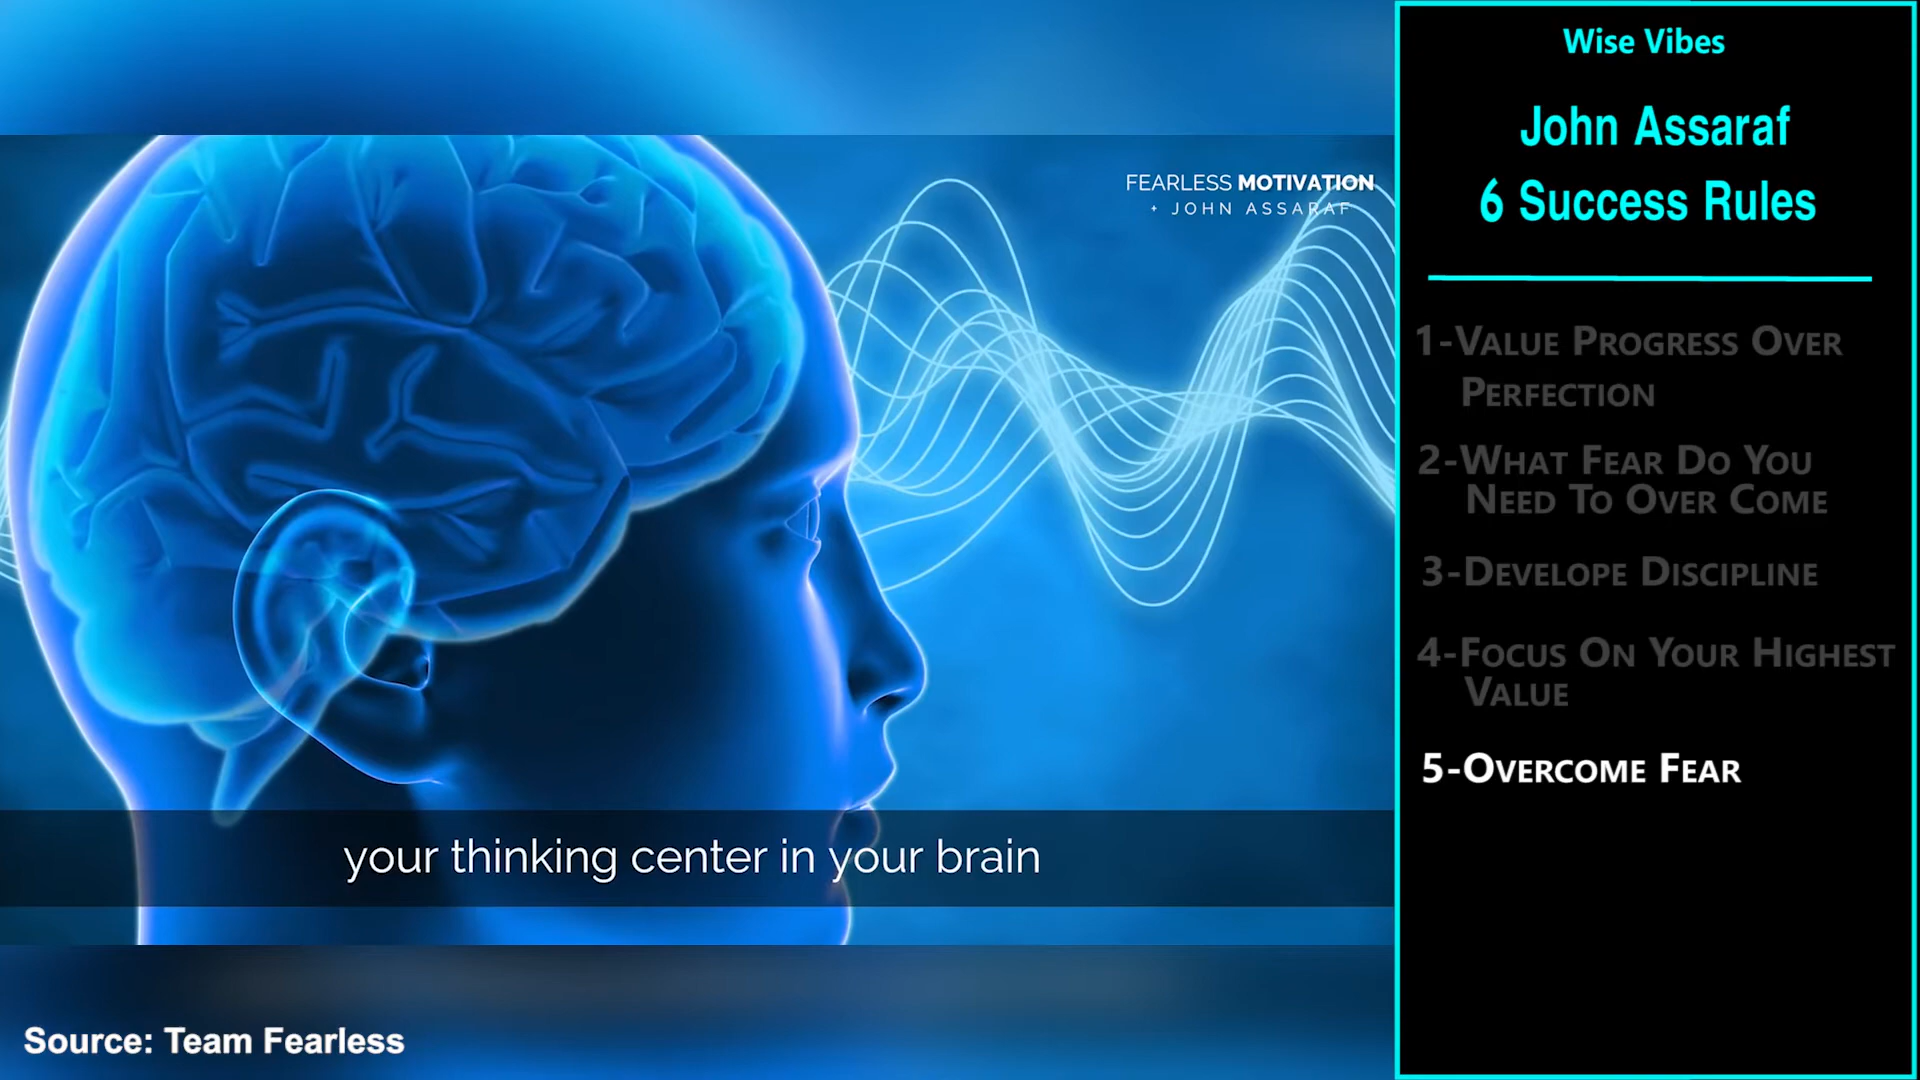 FEARLESS MOTIVATION
+ JOHN ASSARAF
your thinking center in your brain
Source: Team Fearless
Wise Vibes
John Assaraf
6 Success Rules
1-Value Progress Over
Perfection
2-What Fear Do You
Need To Over Come
3-Develope Discipline
4-Focus On Your Highest
Value
5-Overcome Fear